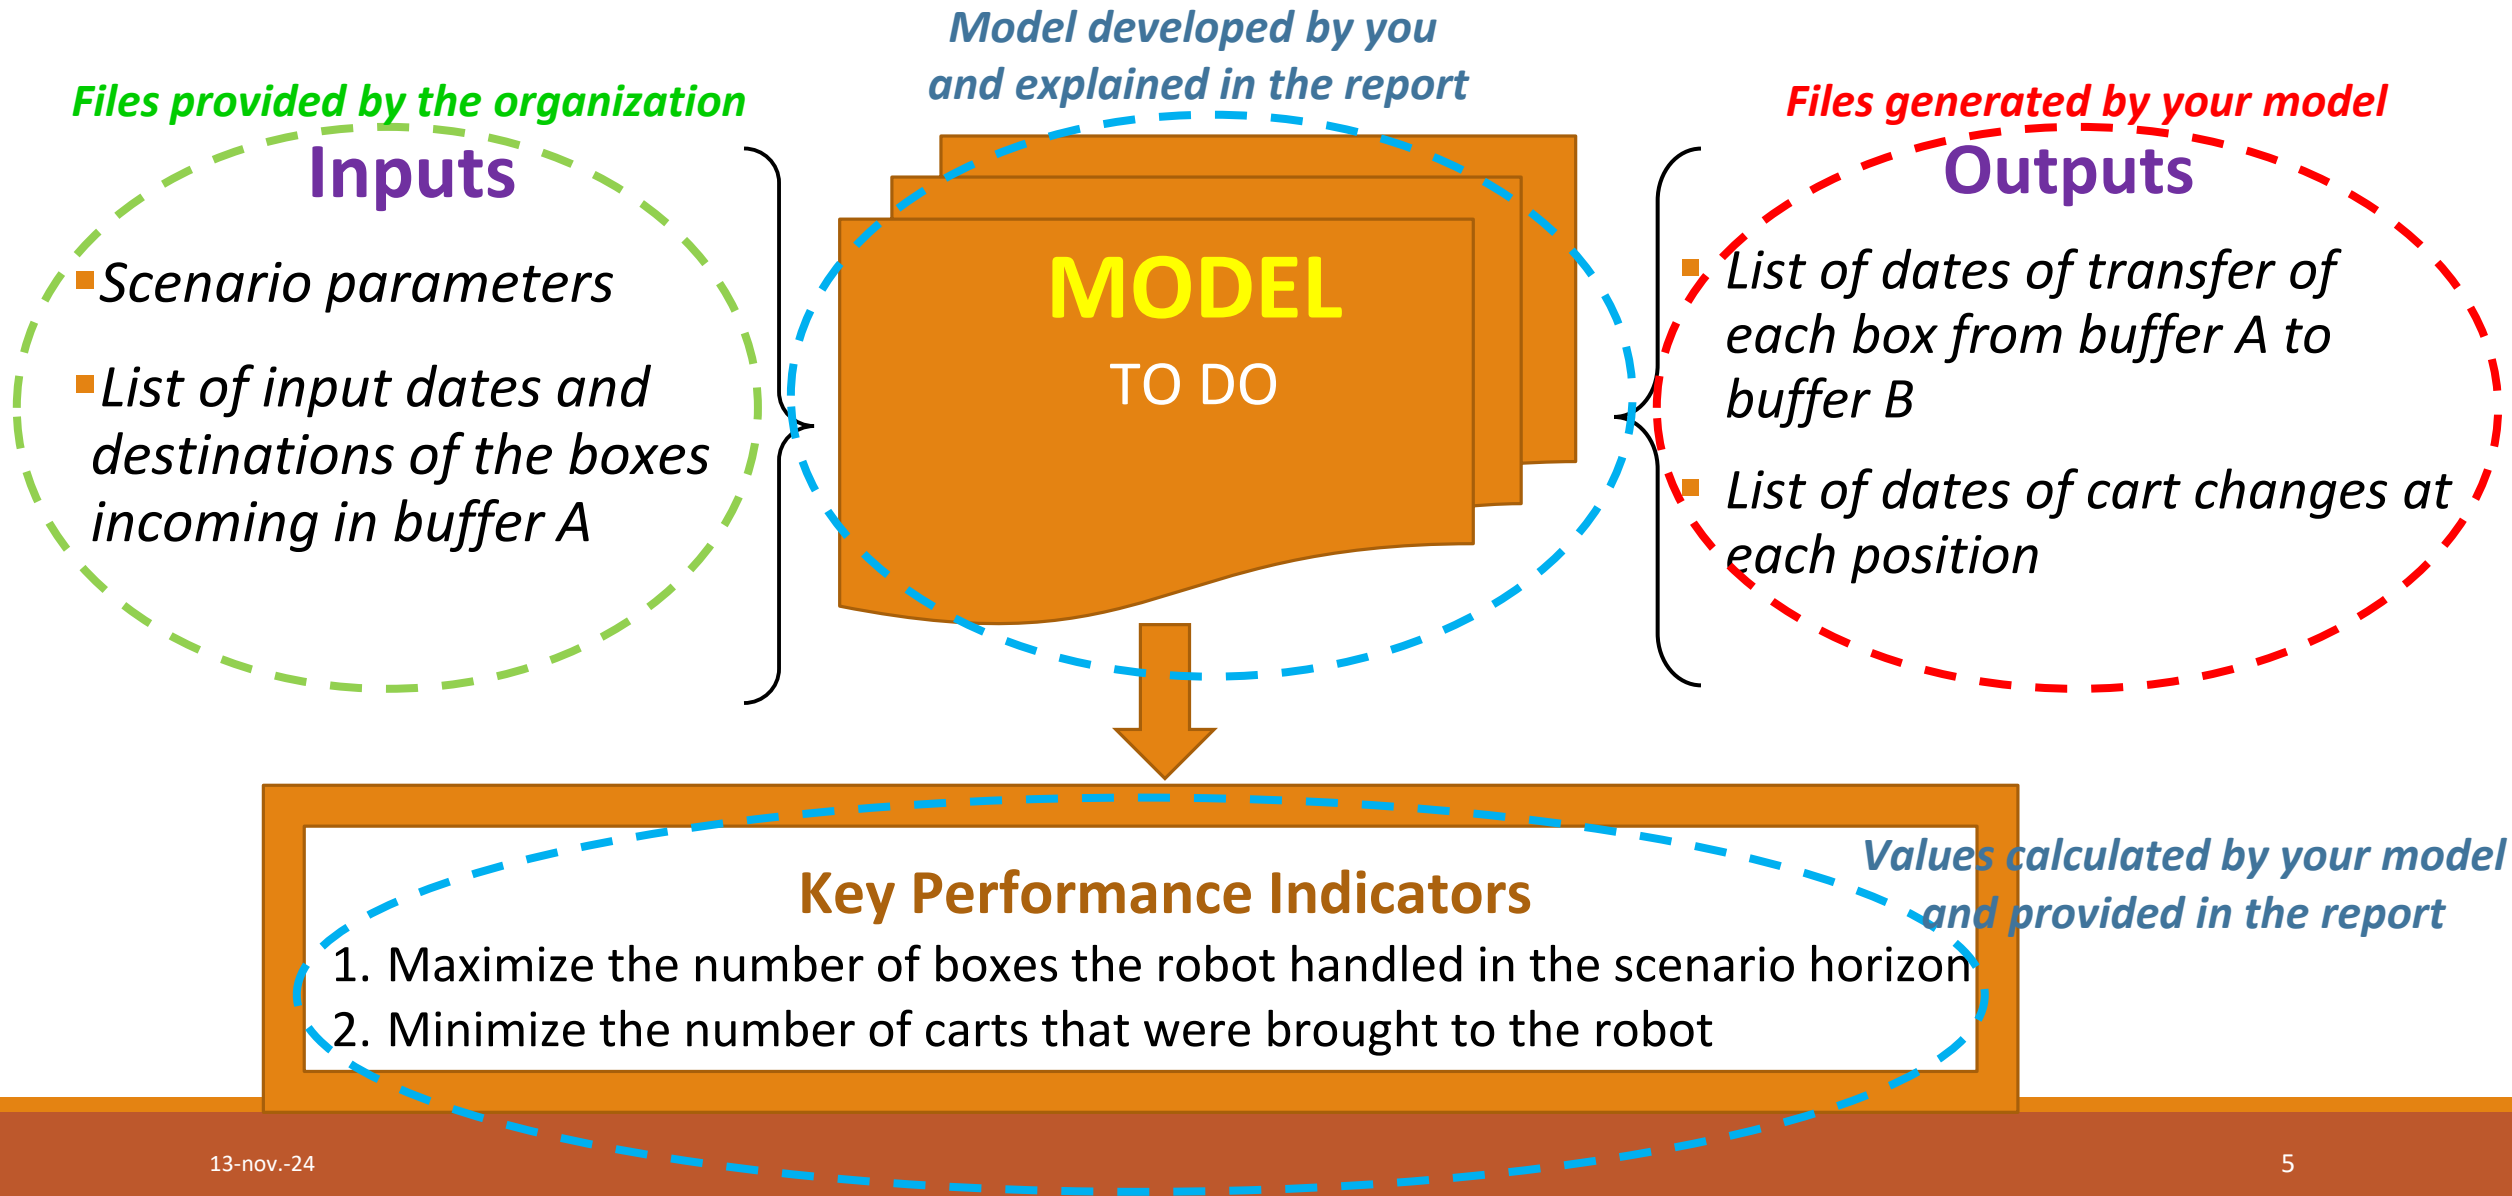 Model developed by you
and explained in the report
Files provided by the organization
Inputs
Scenario parameters
List of input dates and
destinations of the boxes
incoming in buffer A
MODEL
TO DO
Files generated by your model
Outputs
List of dates of transfer of
each box from buffer A to
buffer B
List of dates of cart changes at
each position
Values calculated by your model
and provided in the report
Key Performance Indicators
1. Maximize the number of boxes the robot handled in the scenario horizon
2. Minimize the number of carts that were brought to the robot
13-nov.-24
5